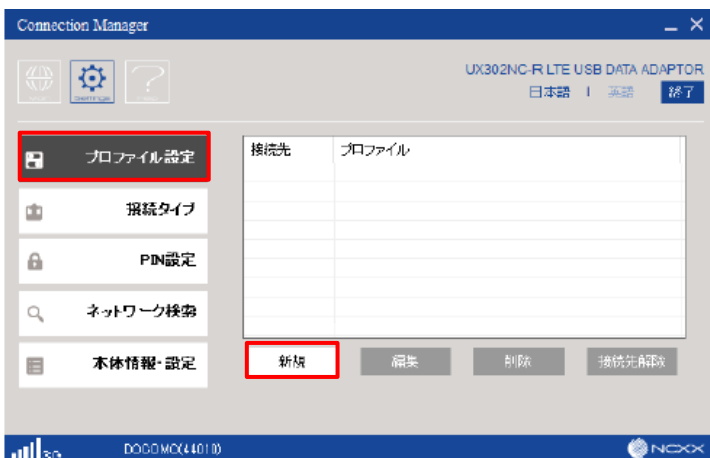 Connection Manager
Settings
UX302NC-R LTE USB DATA ADAPTOR
日本語 | 英語 終了
プロファイル設定
接続先 プロファイル
接続タイプ
PIN設定
ネットワーク検索
本体情報・設定
新規 編集 削除 接続先解除
3G DOCOMO(44010) NCXX